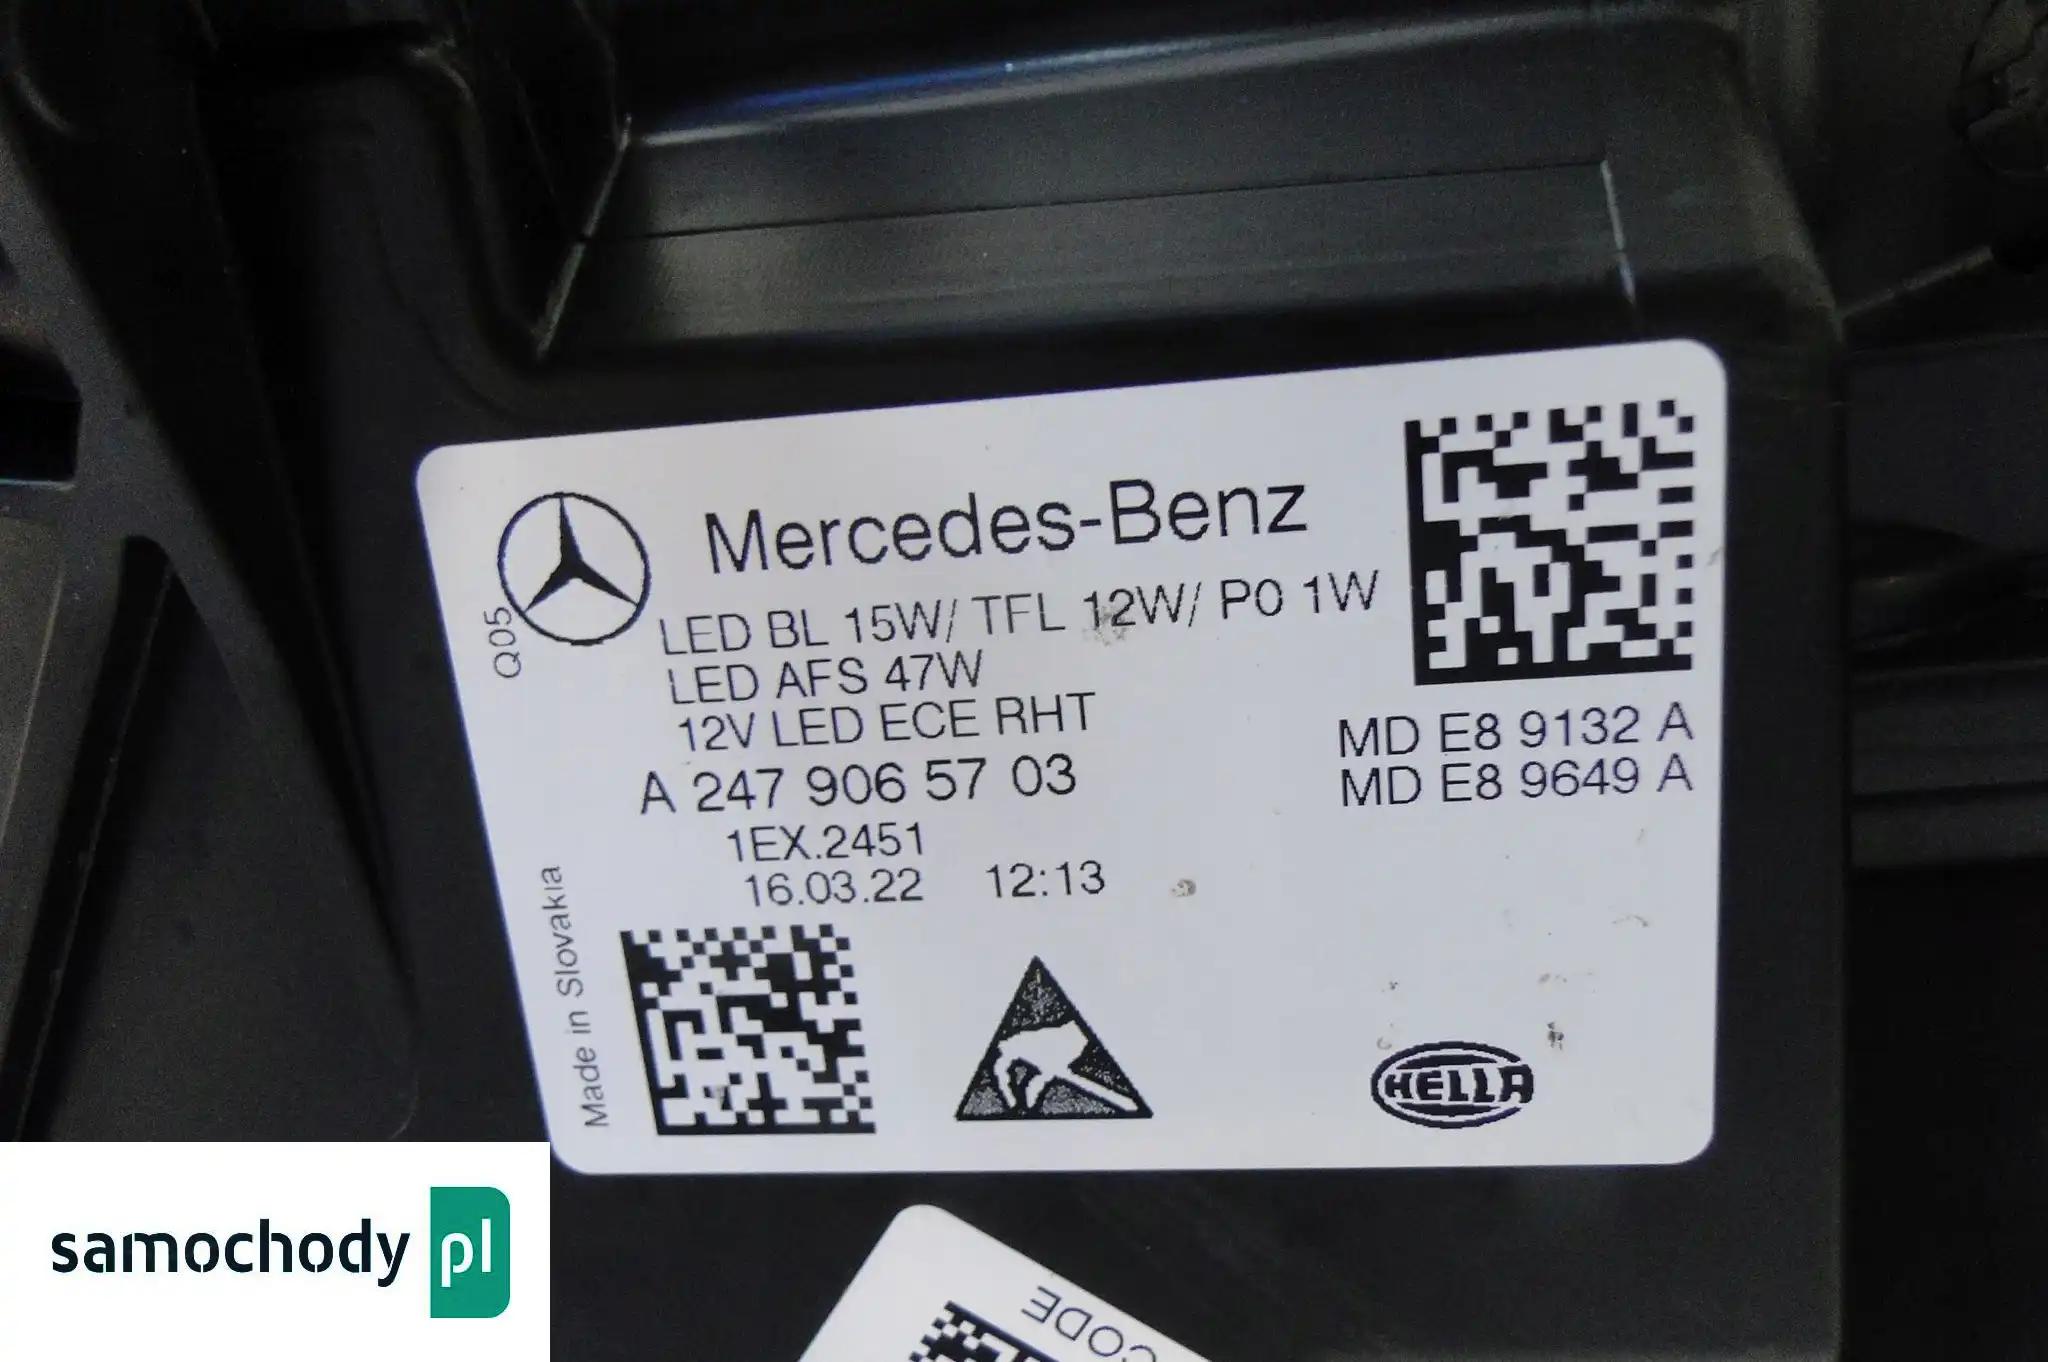 Mercedes-Benz
Q05
LED BL 15W/ TFL 12W/ P0 1W
LED AFS 47W
12V LED ECE RHT
A 247 906 57 03
1EX.2451
16.03.22 12:13
MD E8 9132 A
MD E8 9649 A
Made in Slovakia
HELLA
CODE
samochody pl